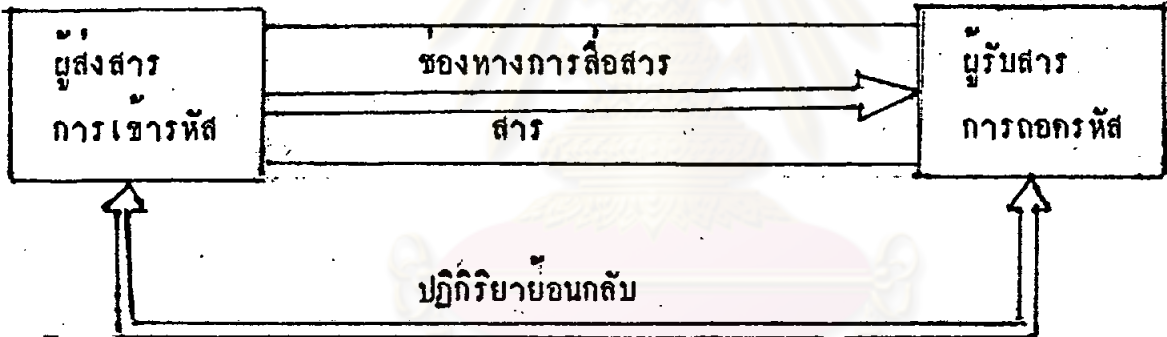 ผู้ส่งสาร
การเข้ารหัส
ช่องทางการสื่อสาร
สาร
ผู้รับสาร
การถอดรหัส
ปฏิกิริยาย้อนกลับ